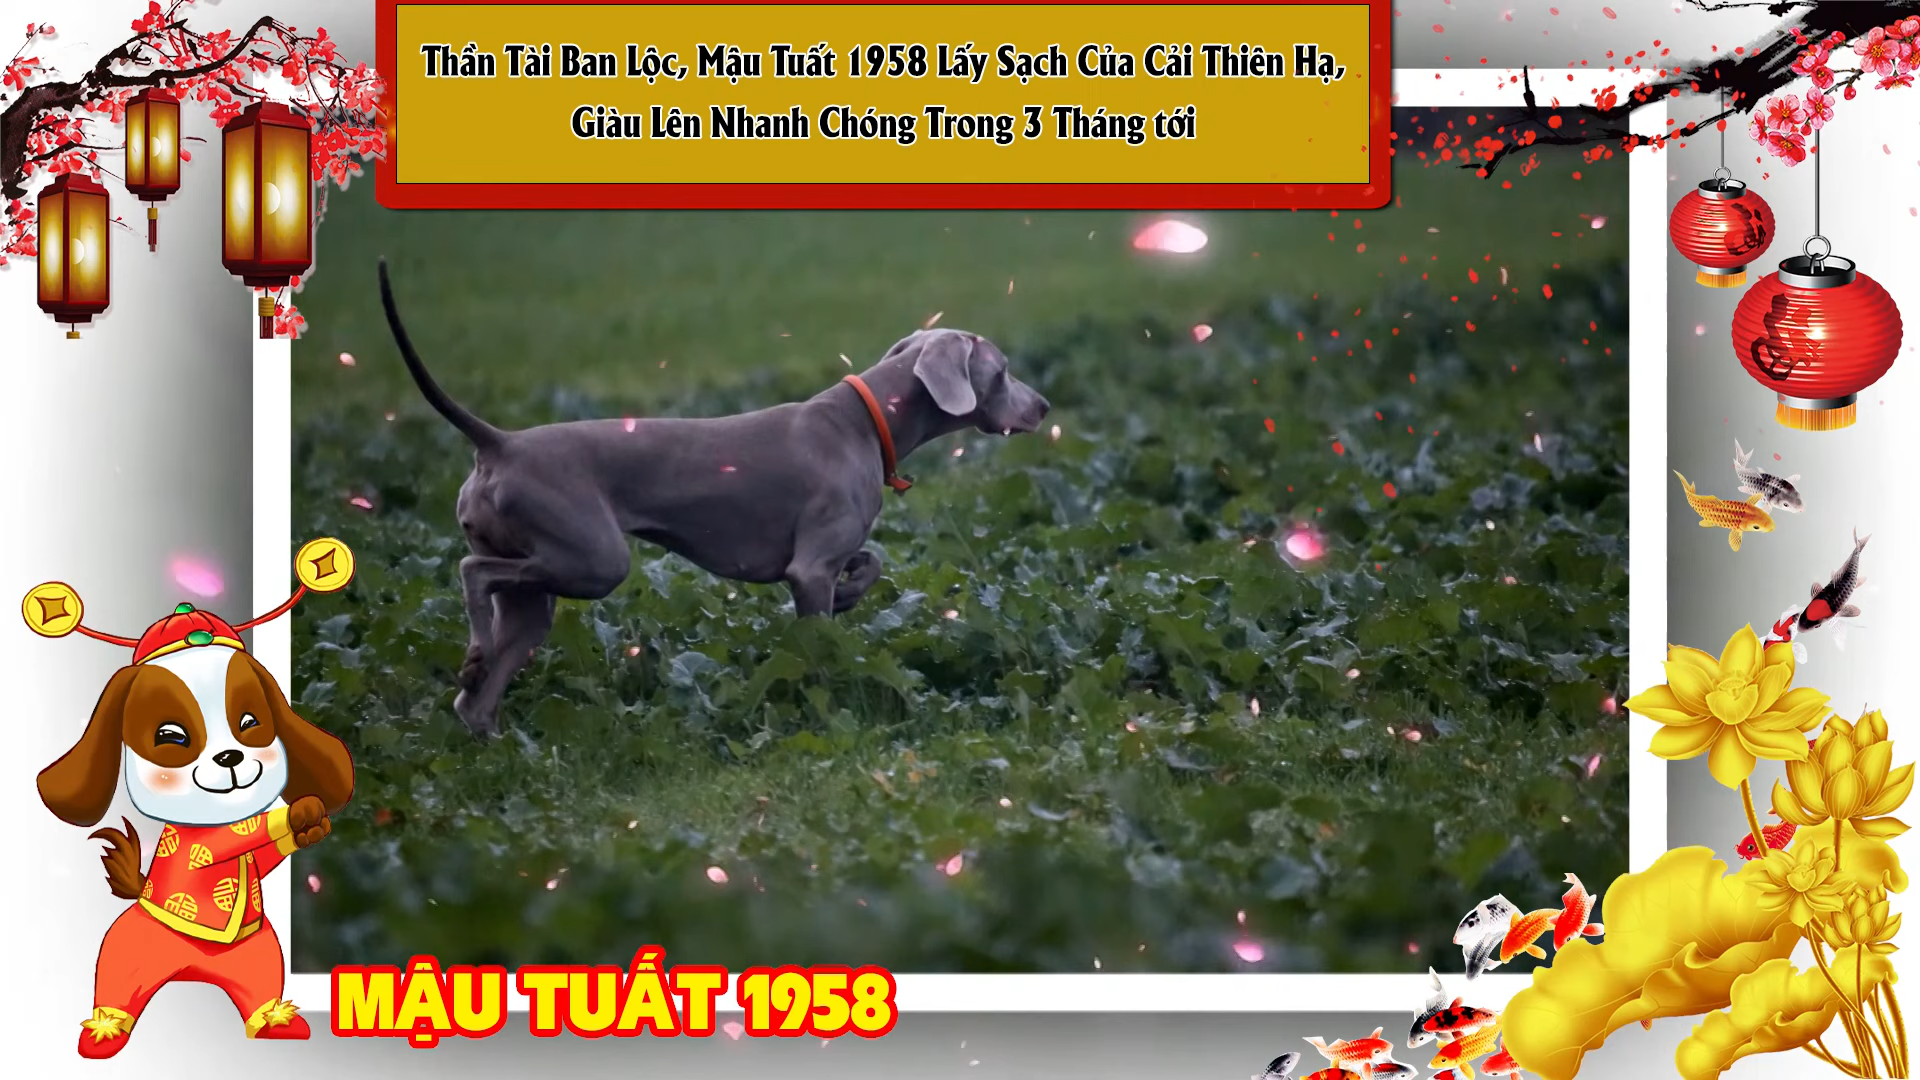 Thần Tài Ban Lộc, Mậu Tuất 1958 Lấy Sạch Của Cải Thiên Hạ,
Giàu Lên Nhanh Chóng Trong 3 Tháng tới
MẬU TUẤT 1958